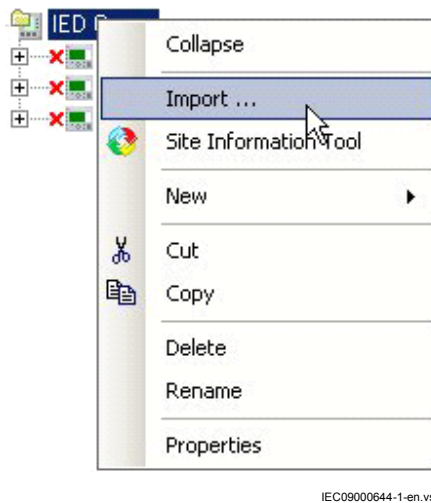 IED
Collapse
Import ...
Site Information Tool
New
Cut
Copy
Delete
Rename
Properties
IEC09000644-1-en.vs